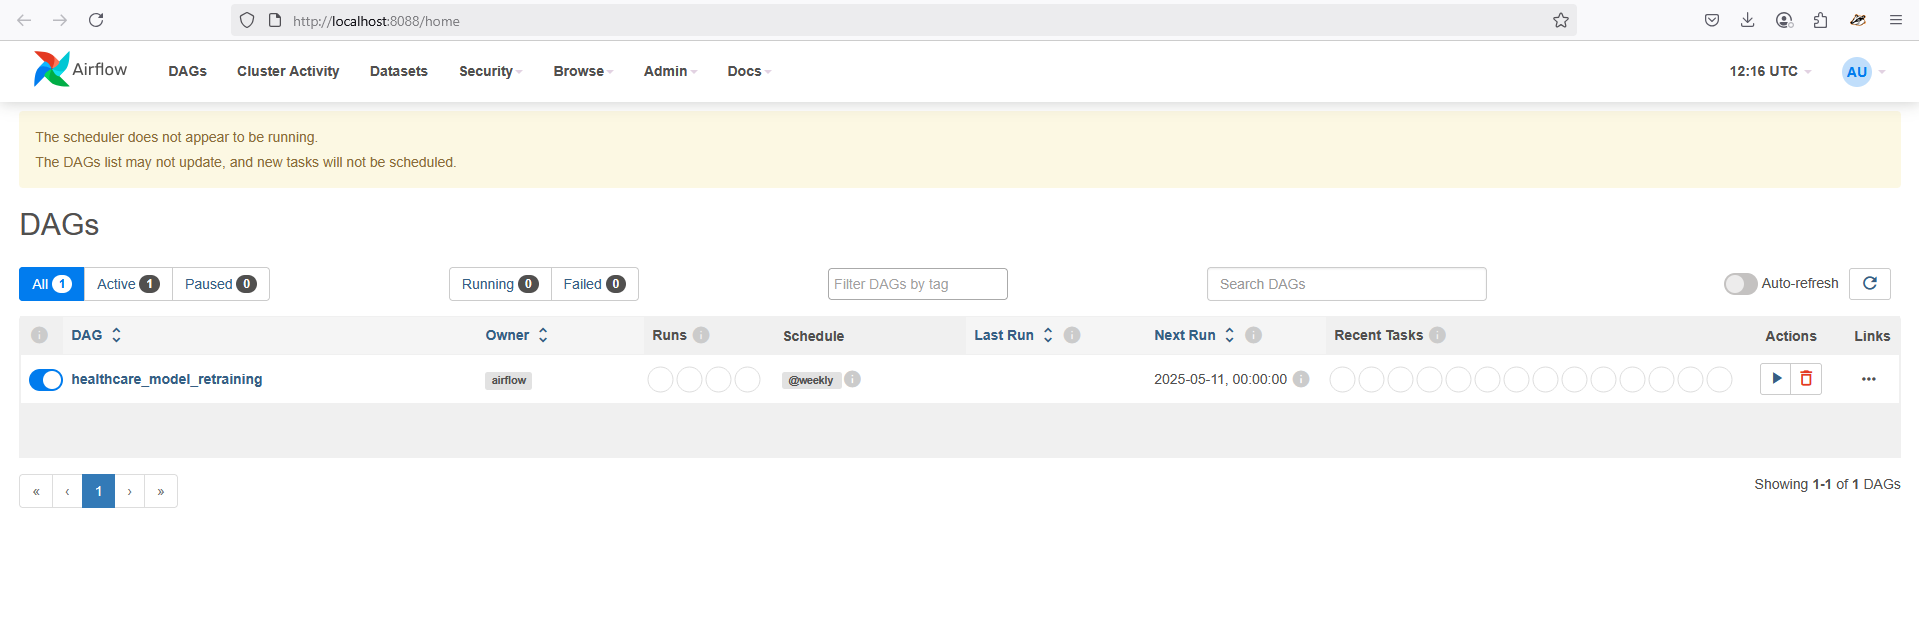 http://localhost:8088/home
Airflow DAGs Cluster Activity Datasets Security Browse Admin Docs 12:16 UTC AU
The scheduler does not appear to be running.
The DAGs list may not update, and new tasks will not be scheduled.
DAGs
All 1 Active 1 Paused 0 Running 0 Failed 0 Filter DAGs by tag Search DAGs Auto-refresh
i DAG Owner Runs i Schedule Last Run i Next Run i Recent Tasks i Actions Links
healthcare_model_retraining airflow @weekly i 2025-05-11, 00:00:00 i ...
« ‹ 1 › » Showing 1-1 of 1 DAGs